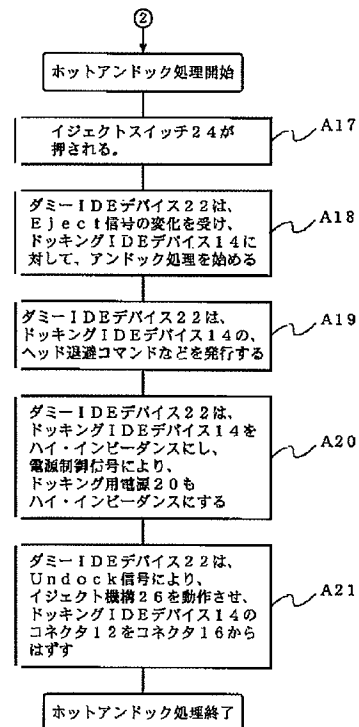 ②
ホットアンドック処理開始
イジェクトスイッチ24が
押される。
A17
ダミーIDEデバイス22は、
Eject信号の変化を受け、
ドッキングIDEデバイス14に
対して、アンドック処理を始める
A18
ダミーIDEデバイス22は、
ドッキングIDEデバイス14の、
ヘッド退避コマンドなどを発行する
A19
ダミーIDEデバイス22は、
ドッキングIDEデバイス14を
ハイ・インピーダンスにし、
電源制御信号により、
ドッキング用電源20も
ハイ・インピーダンスにする
A20
ダミーIDEデバイス22は、
Undock信号により、
イジェクト機構26を動作させ、
ドッキングIDEデバイス14の
コネクタ12をコネクタ16から
はずす
A21
ホットアンドック処理終了